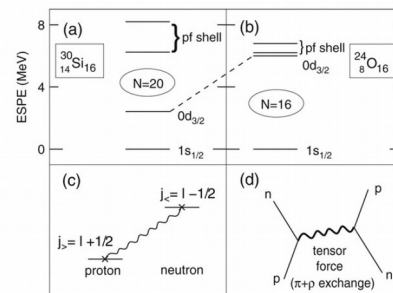 (a)
(b)
ESPE (MeV)
8
4
0
30
14Si16
N=20
} pf shell
0d3/2
1s1/2
}pf shell
0d3/2
24
8O16
N=16
1s1/2
(c)
j< = l −1/2
j> = l +1/2
proton
neutron
(d)
n
p
p
n
tensor
force
(π+ρ exchange)